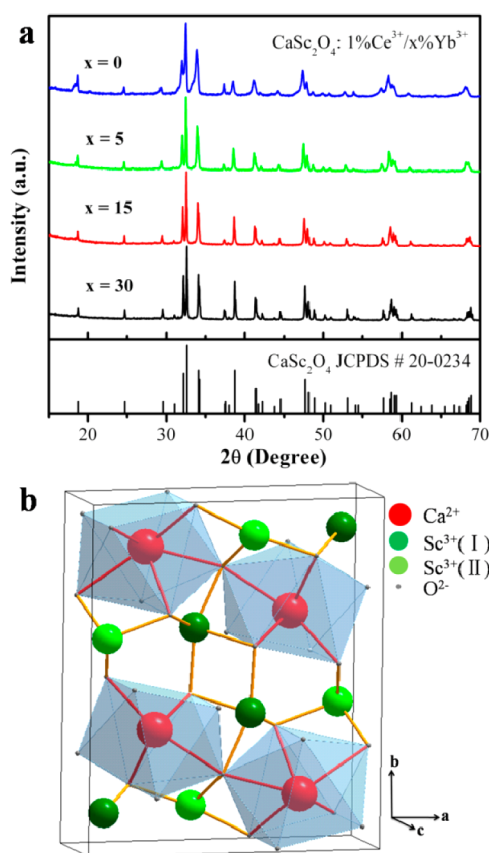 a
CaSc₂O₄: 1%Ce³⁺/x%Yb³⁺
x = 0
x = 5
x = 15
x = 30
Intensity (a.u.)
CaSc₂O₄ JCPDS # 20-0234
20 30 40 50 60 70
2θ (Degree)
b
Ca²⁺
Sc³⁺(Ⅰ)
Sc³⁺(Ⅱ)
O²⁻
b
a
c